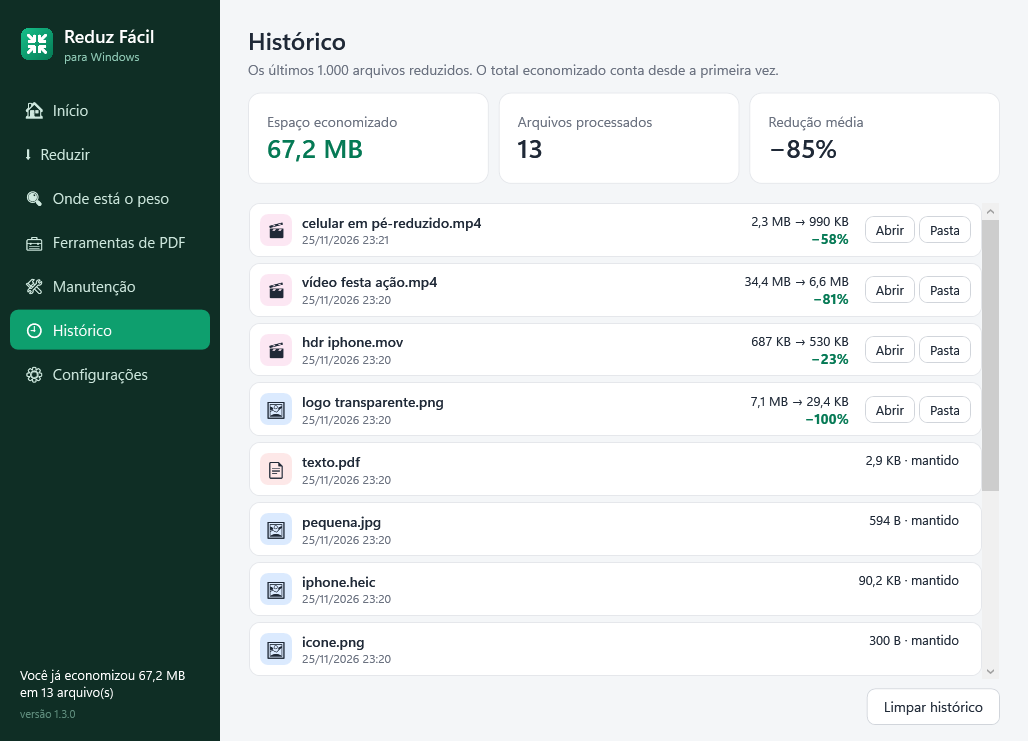 Reduz Fácil
para Windows
Início
Reduzir
Onde está o peso
Ferramentas de PDF
Manutenção
Histórico
Configurações
Você já economizou 67,2 MB
em 13 arquivo(s)
versão 1.3.0
Histórico
Os últimos 1.000 arquivos reduzidos. O total economizado conta desde a primeira vez.
Espaço economizado
67,2 MB
Arquivos processados
13
Redução média
−85%
celular em pé-reduzido.mp4
25/11/2026 23:21
2,3 MB → 990 KB
−58%
Abrir
Pasta
vídeo festa ação.mp4
25/11/2026 23:20
34,4 MB → 6,6 MB
−81%
Abrir
Pasta
hdr iphone.mov
25/11/2026 23:20
687 KB → 530 KB
−23%
Abrir
Pasta
logo transparente.png
25/11/2026 23:20
7,1 MB → 29,4 KB
−100%
Abrir
Pasta
texto.pdf
25/11/2026 23:20
2,9 KB · mantido
pequena.jpg
25/11/2026 23:20
594 B · mantido
iphone.heic
25/11/2026 23:20
90,2 KB · mantido
icone.png
25/11/2026 23:20
300 B · mantido
Limpar histórico